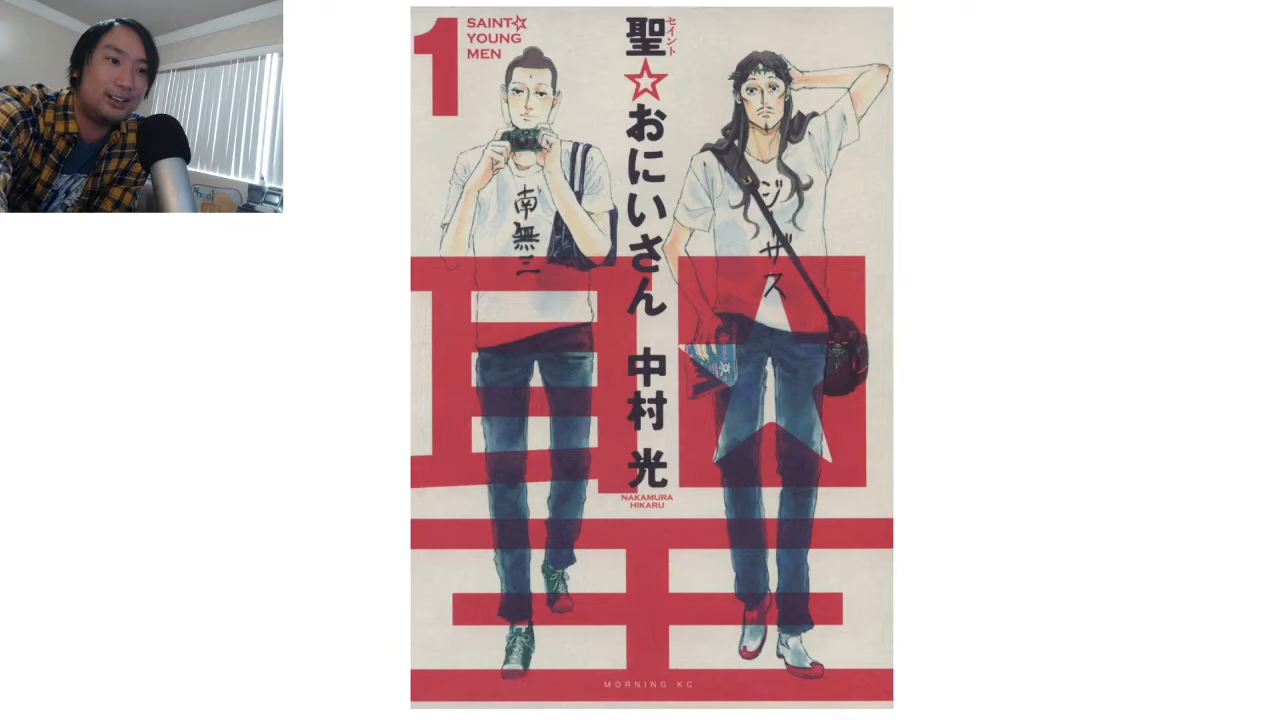 1
SAINT☆
YOUNG
MEN
聖☆おにいさん 中村 光
セイント
NAKAMURA
HIKARU
南無三
ジーザス
聖
MORNING KC